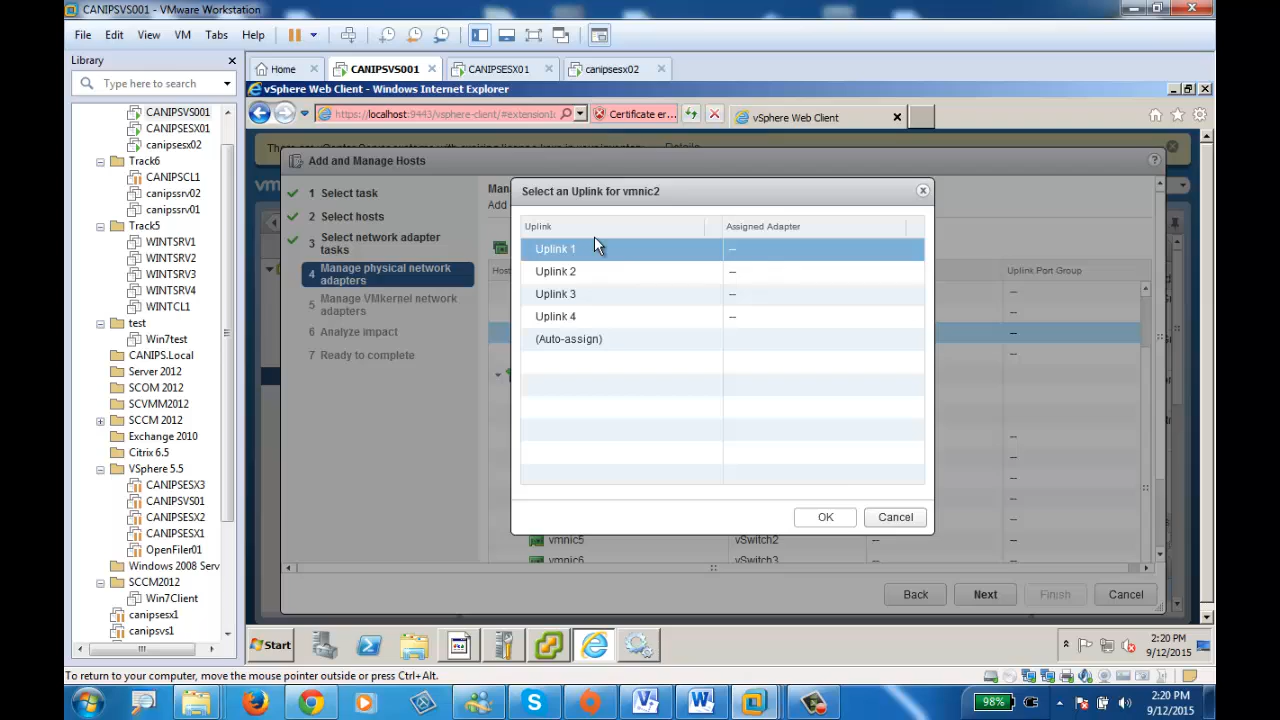 CANIPSVS001 - VMware Workstation
File Edit View VM Tabs Help
Library
Type here to search
Home CANIPSVS001 CANIPSESX01 canipsesx02
vSphere Web Client - Windows Internet Explorer
https://localhost:9443/vsphere-client/#extensionI Certificate er... vSphere Web Client
CANIPSVS001
CANIPSESX01
canipsesx02
Track6
CANIPSCL1
canipssrv02
canipssrv01
Track5
WINTSRV1
WINTSRV2
WINTSRV3
WINTSRV4
WINTCL1
test
Win7test
CANIPS.Local
Server 2012
SCOM 2012
SCVMM2012
SCCM 2012
Exchange 2010
Citrix 6.5
VSphere 5.5
CANIPSESX3
CANIPSVS01
CANIPSESX2
CANIPSESX1
OpenFiler01
Windows 2008 Serv
SCCM2012
Win7Client
canipsesx1
canipsvs1
Add and Manage Hosts
1 Select task
2 Select hosts
3 Select network adapter
tasks
4 Manage physical network
adapters
5 Manage VMkernel network
adapters
6 Analyze impact
7 Ready to complete
Add
Uplink Port Group
--
--
--
--
--
--
--
Select an Uplink for vmnic2
Uplink Assigned Adapter
Uplink 1 --
Uplink 2 --
Uplink 3 --
Uplink 4 --
(Auto-assign)
OK Cancel
vmnic5 vSwitch2 -- --
vmnic6 vSwitch3 -- --
Back Next Finish Cancel
Start
2:20 PM
9/12/2015
To return to your computer, move the mouse pointer outside or press Ctrl+Alt.
98%
2:20 PM
9/12/2015